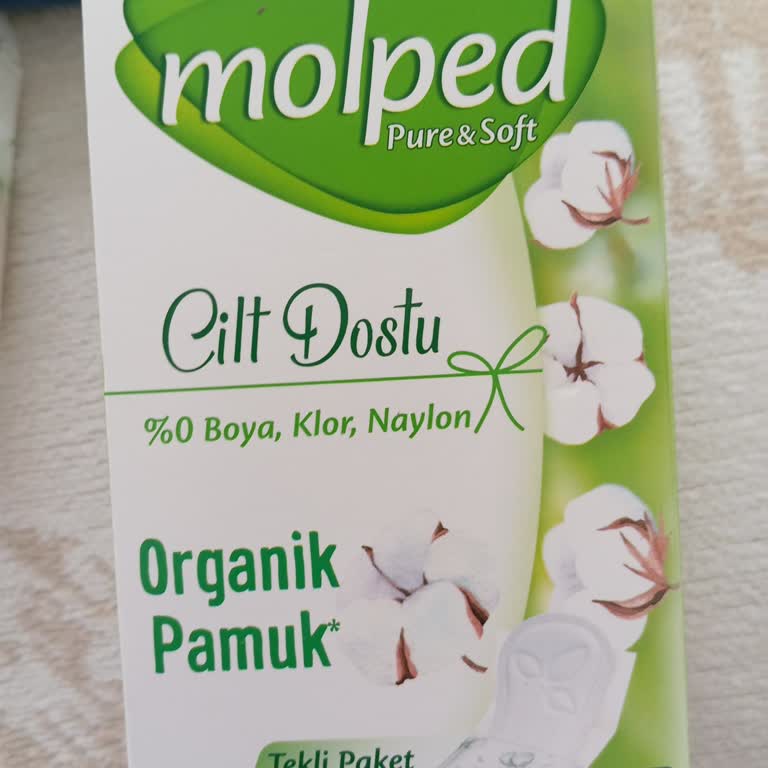 molped
Pure & Soft
Cilt Dostu
%0 Boya, Klor, Naylon
Organik
Pamuk*
Tekli Paket